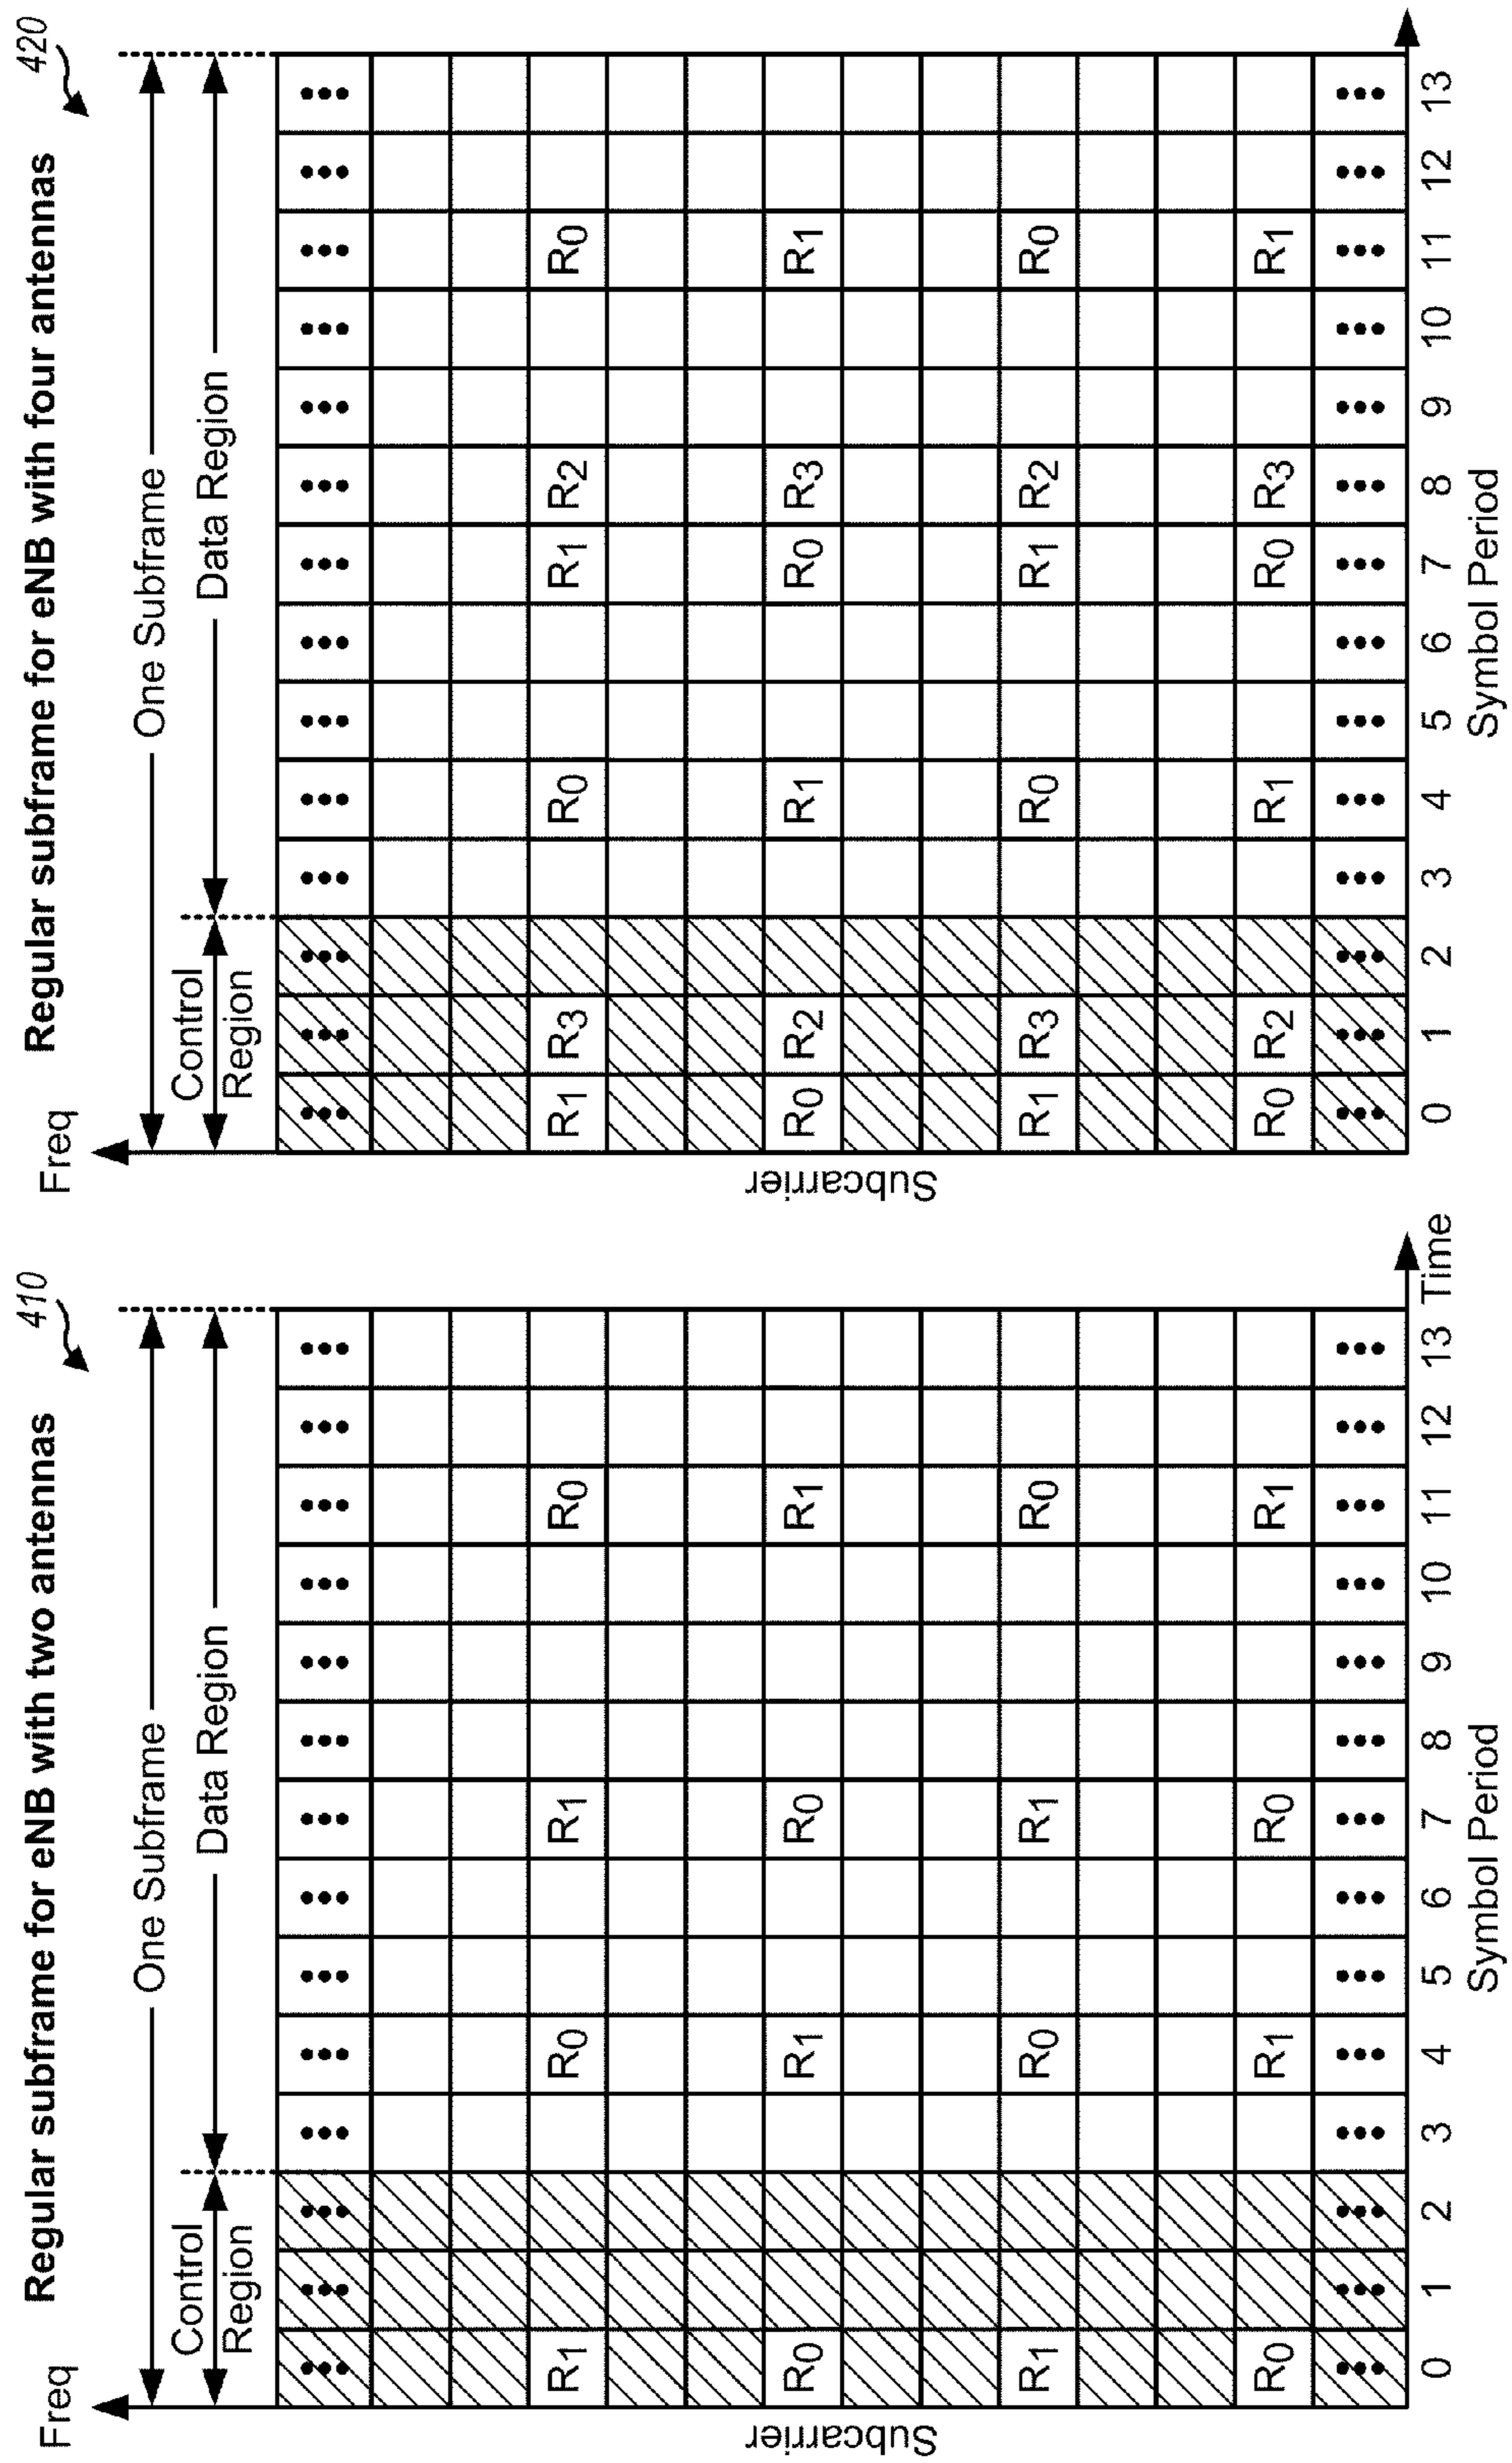 Regular subframe for eNB with two antennas
410
Freq
One Subframe
Control
Region
Data Region
Subcarrier
R1 R0 R1 R0
R0 R1 R0 R1
R1 R0 R1 R0
R0 R1 R0 R1
0 1 2 3 4 5 6 7 8 9 10 11 12 13 Time
Symbol Period
Regular subframe for eNB with four antennas
420
Freq
One Subframe
Control
Region
Data Region
Subcarrier
R1 R3 R0 R1 R2 R0
R0 R2 R1 R0 R3 R1
R1 R3 R0 R1 R2 R0
R0 R2 R1 R0 R3 R1
0 1 2 3 4 5 6 7 8 9 10 11 12 13
Symbol Period